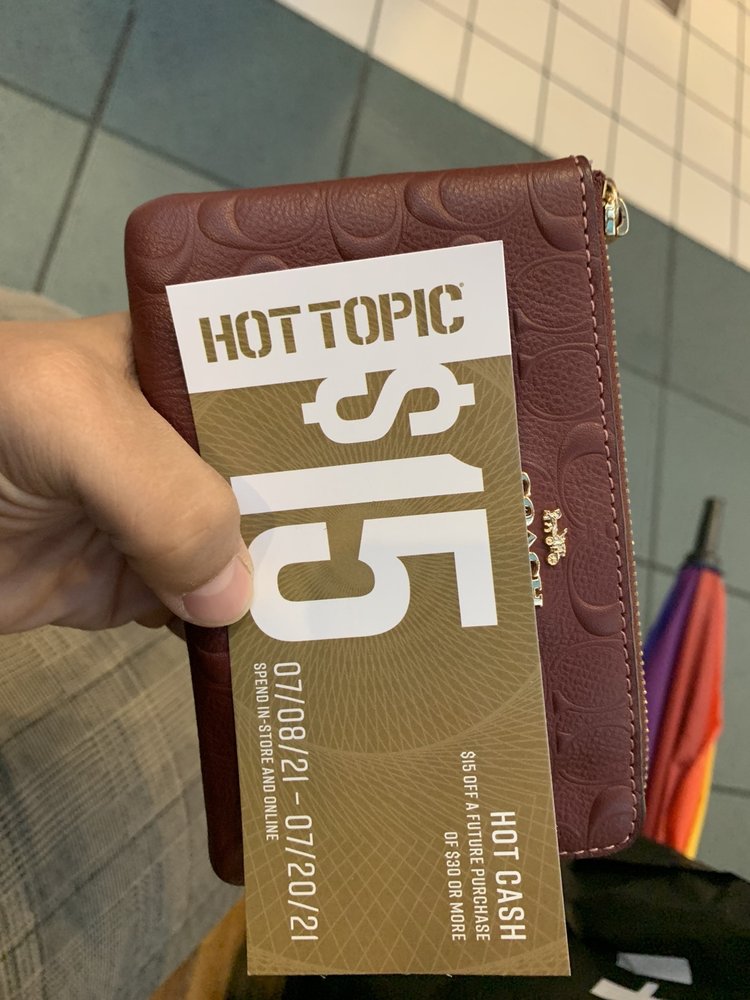 HOT TOPIC®
$15
07/08/21 - 07/20/21
SPEND IN-STORE AND ONLINE
HOT CASH
$15 OFF A FUTURE PURCHASE
OF $30 OR MORE
COACH